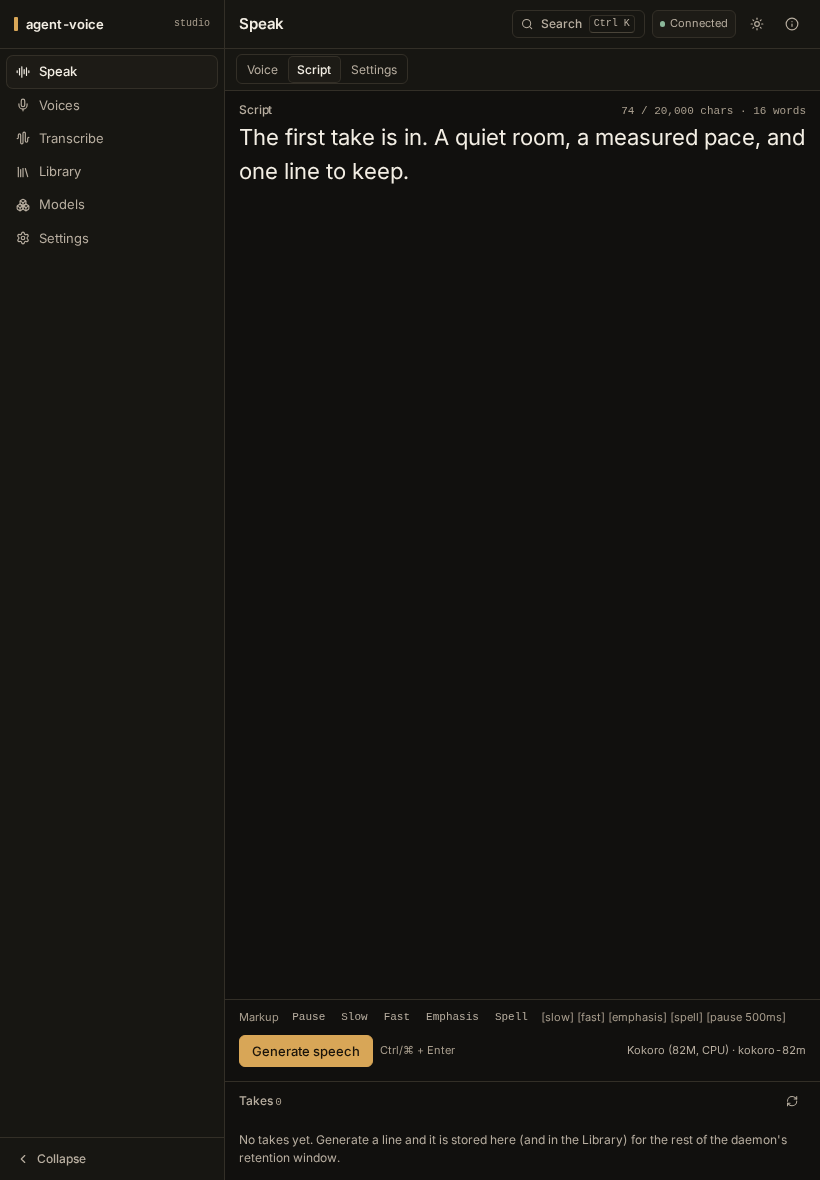 agent-voice
studio
Speak
Search Ctrl K
Connected
Speak
Voices
Transcribe
Library
Models
Settings
Collapse
Voice Script Settings
Script
74 / 20,000 chars · 16 words
The first take is in. A quiet room, a measured pace, and
one line to keep.
Markup Pause Slow Fast Emphasis Spell [slow] [fast] [emphasis] [spell] [pause 500ms]
Generate speech Ctrl/⌘ + Enter
Kokoro (82M, CPU) · kokoro-82m
Takes 0
No takes yet. Generate a line and it is stored here (and in the Library) for the rest of the daemon's
retention window.